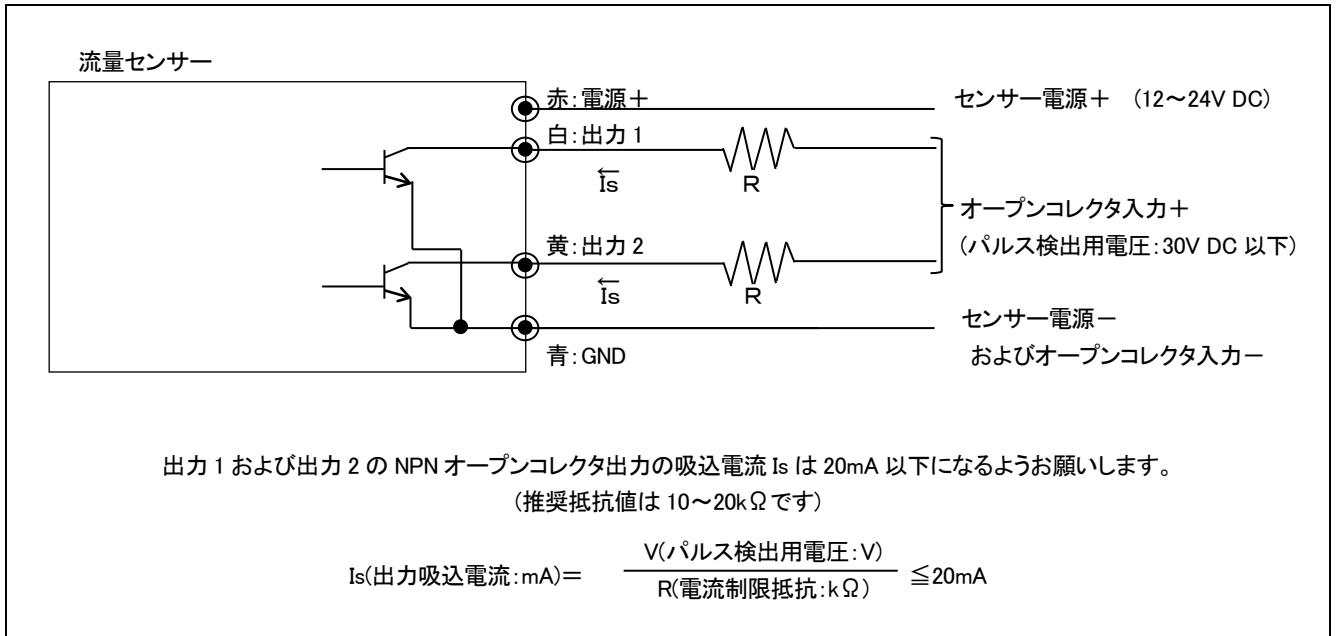 流量センサー
赤:電源＋
センサー電源＋ (12～24V DC)
白:出力 1
←
Is
R
オープンコレクタ入力＋
(パルス検出用電圧:30V DC 以下)
黄:出力 2
←
Is
R
センサー電源－
およびオープンコレクタ入力－
青:GND
出力 1 および出力 2 の NPN オープンコレクタ出力の吸込電流 Is は 20mA 以下になるようお願いします。
(推奨抵抗値は 10～20kΩです)
V(パルス検出用電圧:V)
Is(出力吸込電流:mA)＝ ≦20mA
R(電流制限抵抗:kΩ)